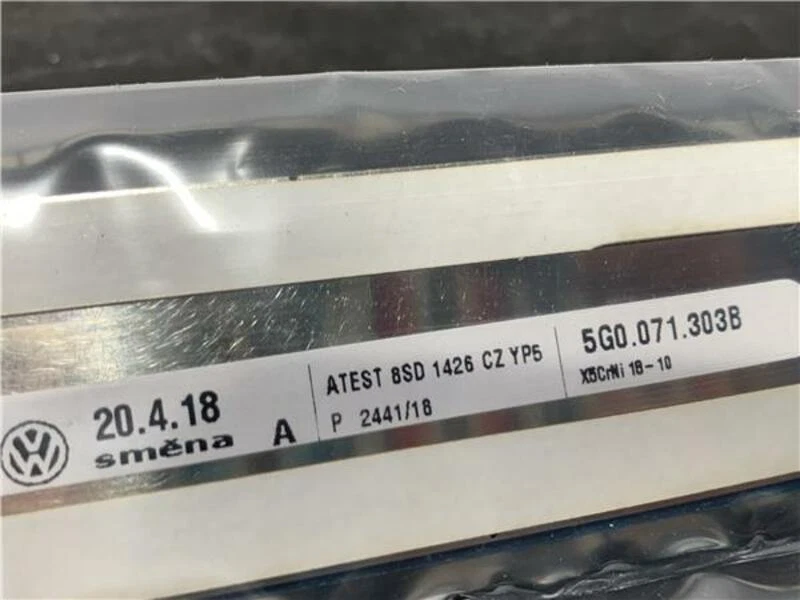 20.4.18
směna A
ATEST 8SD 1426 CZ YP5
P 2441/18
5G0.071.303B
X5CrNi 18-10